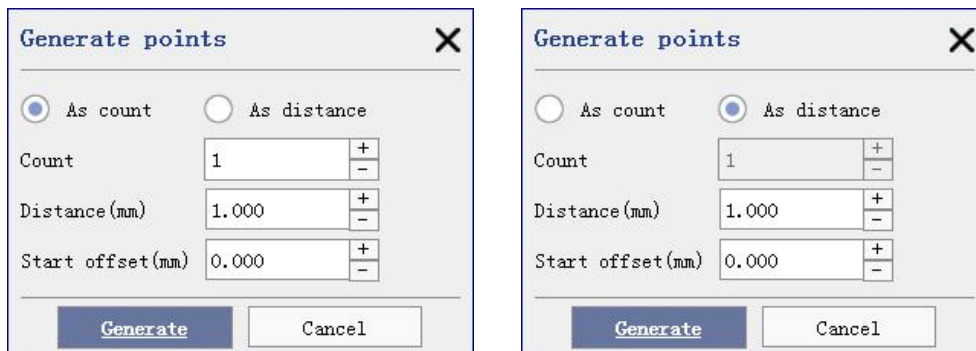 Generate points
As count As distance
Count 1
Distance(mm) 1.000
Start offset(mm) 0.000
Generate Cancel
Generate points
As count As distance
Count 1
Distance(mm) 1.000
Start offset(mm) 0.000
Generate Cancel